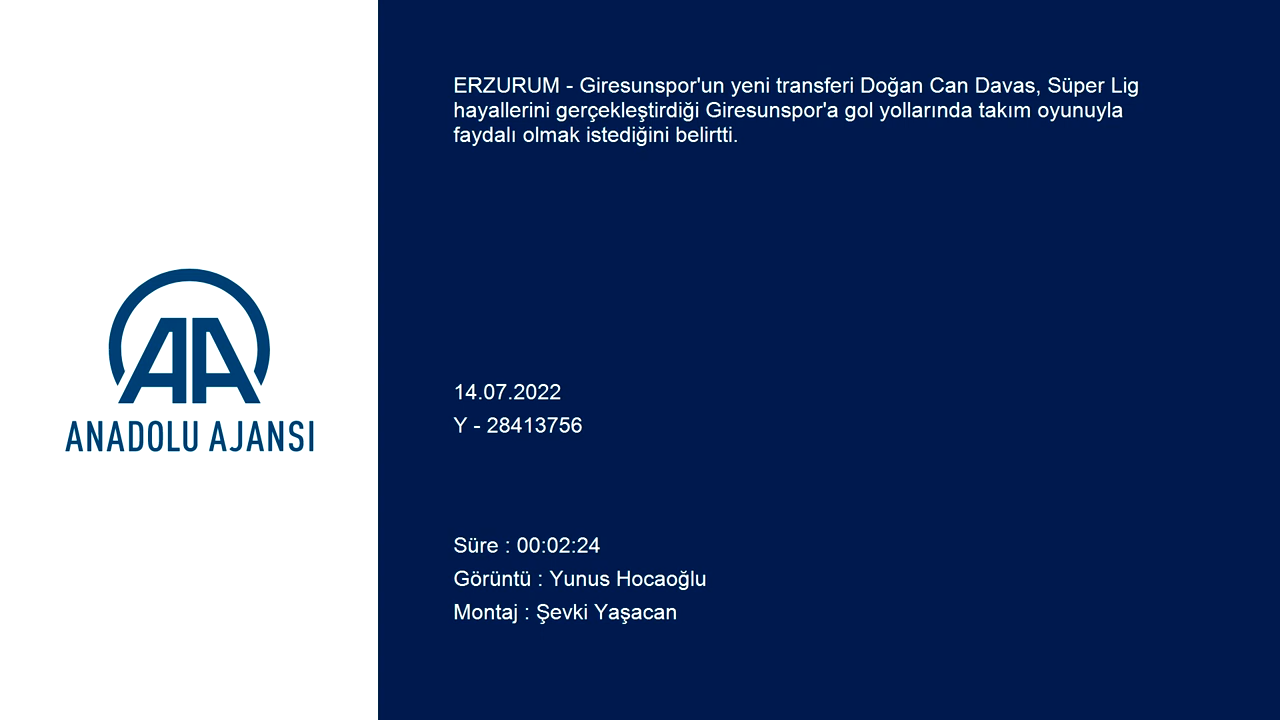 ERZURUM - Giresunspor'un yeni transferi Doğan Can Davas, Süper Lig
hayallerini gerçekleştirdiği Giresunspor'a gol yollarında takım oyunuyla
faydalı olmak istediğini belirtti.
AA
ANADOLU AJANSI
14.07.2022
Y - 28413756
Süre : 00:02:24
Görüntü : Yunus Hocaoğlu
Montaj : Şevki Yaşacan